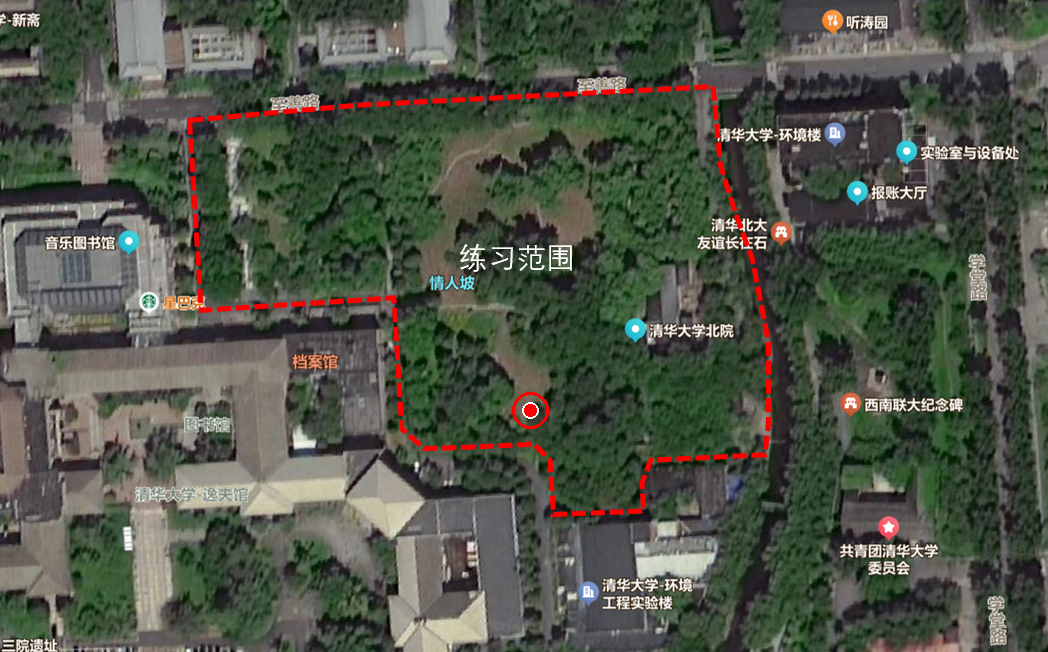 学-新斋
听涛园
至善路
至善路
清华大学-环境楼
实验室与设备处
报账大厅
清华北大
友谊长在石
音乐图书馆
练习范围
学堂路
情人坡
星巴克
清华大学北院
档案馆
西南联大纪念碑
图书馆
清华大学-逸夫馆
共青团清华大学
委员会
清华大学-环境
工程实验楼
学堂路
三院遗址